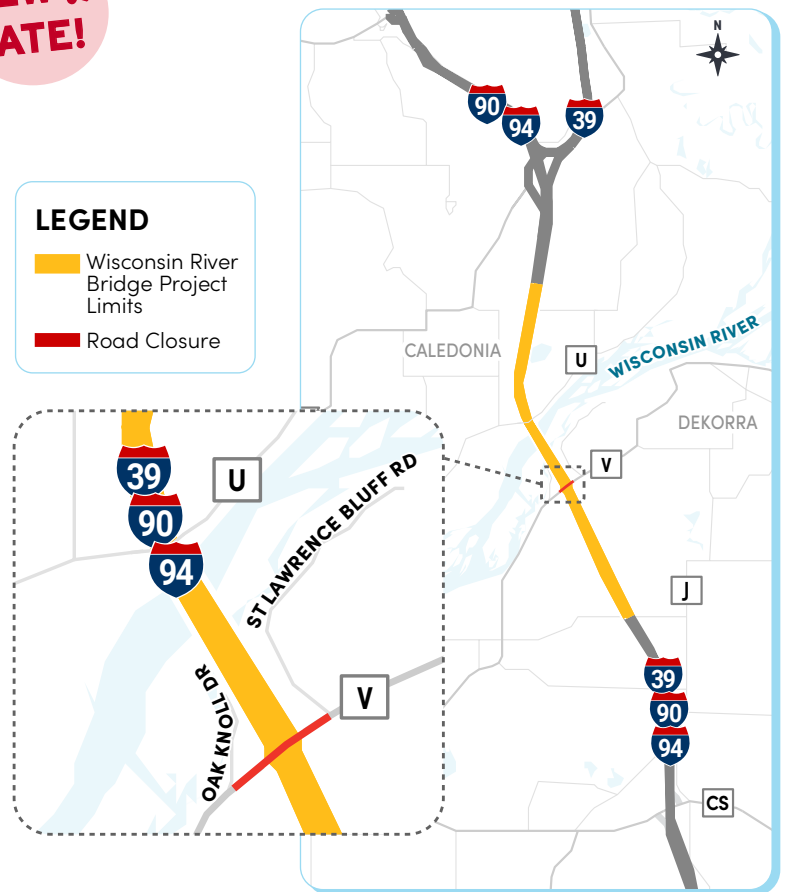 ATE!
LEGEND
Wisconsin River
Bridge Project
Limits
Road Closure
N
90
94
39
CALEDONIA
U
WISCONSIN RIVER
DEKORRA
V
J
39
90
94
CS
39
90
94
U
ST LAWRENCE BLUFF RD
OAK KNOLL DR
V